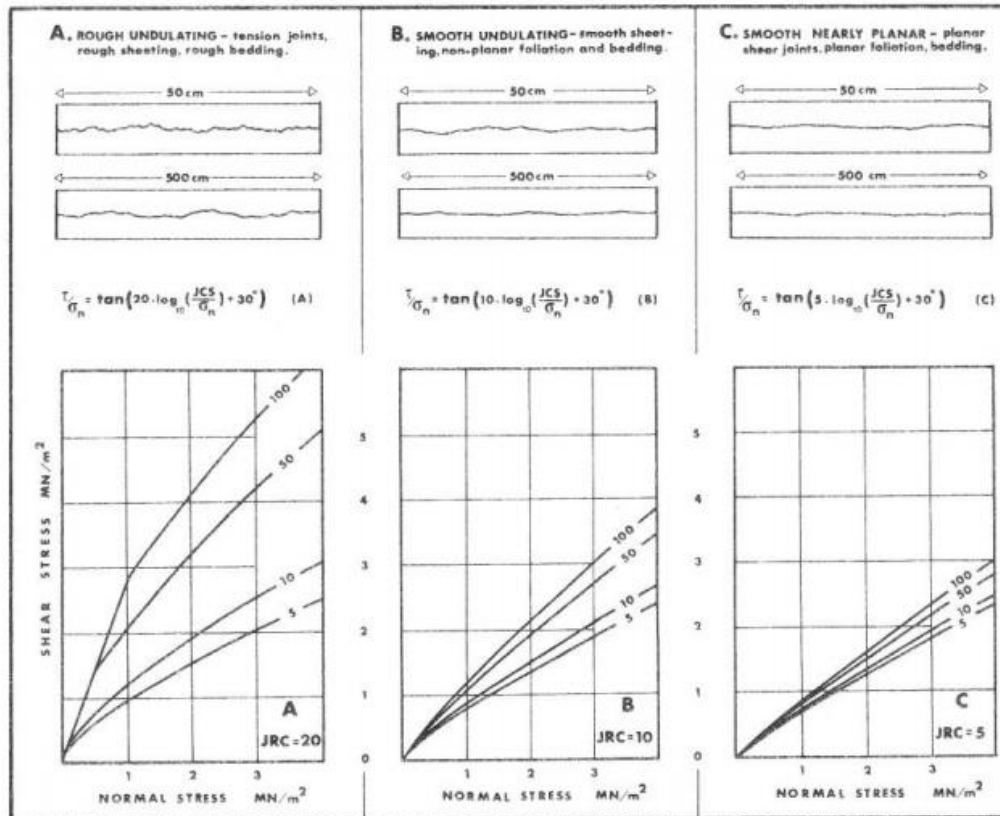 A. ROUGH UNDULATING – tension joints,
rough sheeting, rough bedding.
50 cm
500 cm
τ/σn = tan(20·log10(JCS/σn) + 30°) (A)
B. SMOOTH UNDULATING – smooth sheet-
ing, non-planar foliation and bedding.
50 cm
500 cm
τ/σn = tan(10·log10(JCS/σn) + 30°) (B)
C. SMOOTH NEARLY PLANAR – planar
shear joints, planar foliation, bedding.
50 cm
500 cm
τ/σn = tan(5·log10(JCS/σn) + 30°) (C)
SHEAR STRESS MN/m²
100
50
10
5
A
JRC=20
1 2 3
NORMAL STRESS MN/m²
5
4
3
2
1
0
100
50
10
5
B
JRC=10
1 2 3
NORMAL STRESS MN/m²
5
4
3
2
1
0
100
50
10
5
C
JRC=5
1 2 3
NORMAL STRESS MN/m²